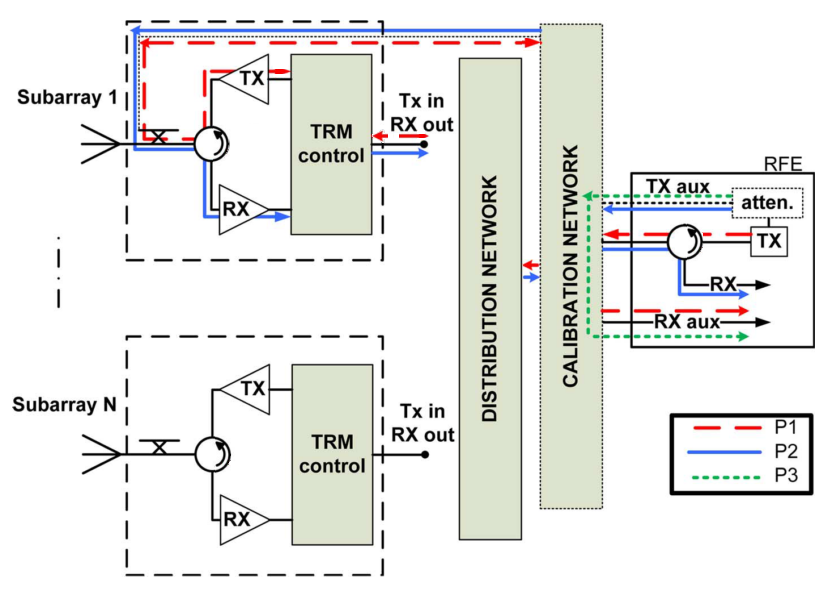 Subarray 1
TX
RX
TRM
control
Tx in
RX out
DISTRIBUTION NETWORK
CALIBRATION NETWORK
RFE
TX aux
atten.
TX
RX
RX aux
Subarray N
TX
RX
TRM
control
Tx in
RX out
P1
P2
P3